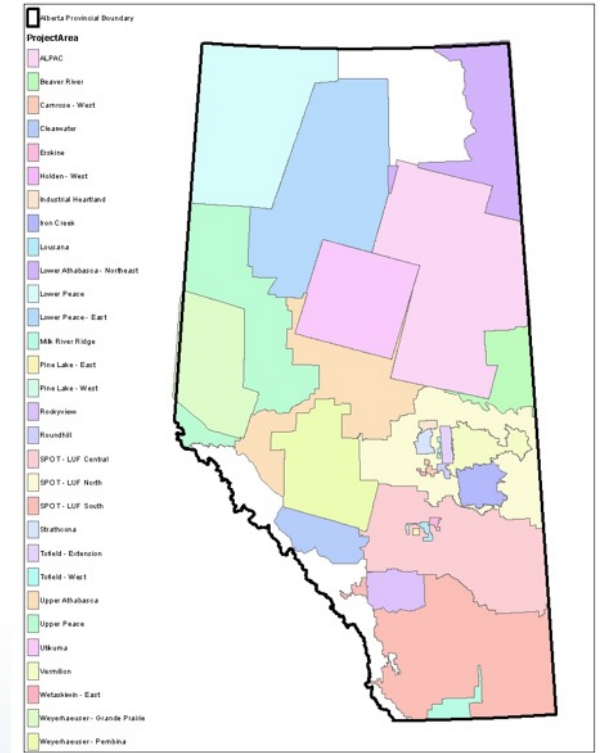 Alberta Provincial Boundary
ProjectArea
ALPAC
Beaver River
Camrose - West
Clearwater
Erskine
Holden - West
Industrial Heartland
Iron Creek
Lousana
Lower Athabasca - Northeast
Lower Peace
Lower Peace - East
Milk River Ridge
Pine Lake - East
Pine Lake - West
Rockyview
Roundhill
SPOT - LUF Central
SPOT - LUF North
SPOT - LUF South
Strathcona
Tofield - Extension
Tofield - West
Upper Athabasca
Upper Peace
Utikuma
Vermilion
Wetaskiwin - East
Weyerhaeuser - Grande Prairie
Weyerhaeuser - Pembina